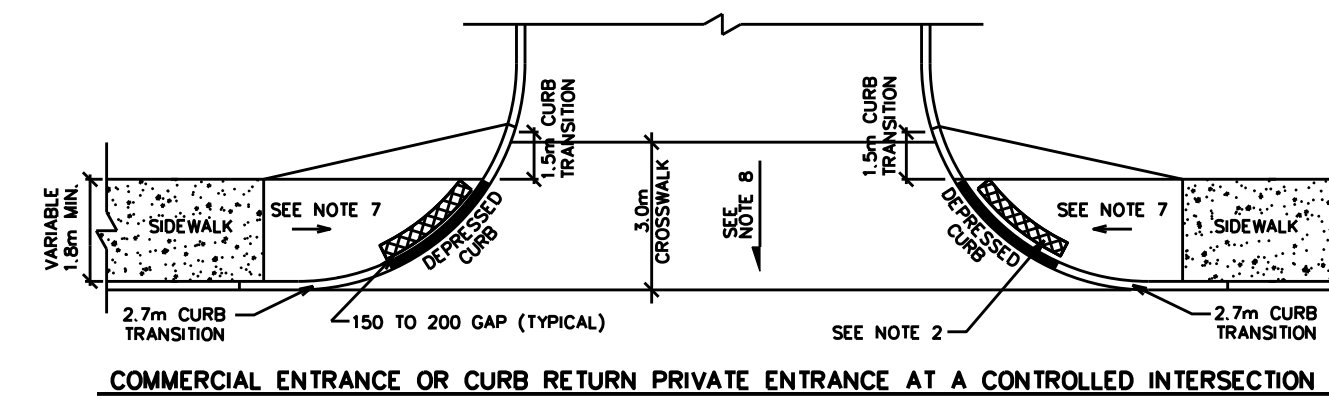 1.5m CURB
TRANSITION
1.5m CURB
TRANSITION
VARIABLE
1.8m MIN.
SIDEWALK
SEE NOTE 7
DEPRESSED
CURB
3.0m
CROSSWALK
SEE
NOTE 8
DEPRESSED
CURB
SEE NOTE 7
SIDEWALK
2.7m CURB
TRANSITION
150 TO 200 GAP (TYPICAL)
SEE NOTE 2
2.7m CURB
TRANSITION
COMMERCIAL ENTRANCE OR CURB RETURN PRIVATE ENTRANCE AT A CONTROLLED INTERSECTION